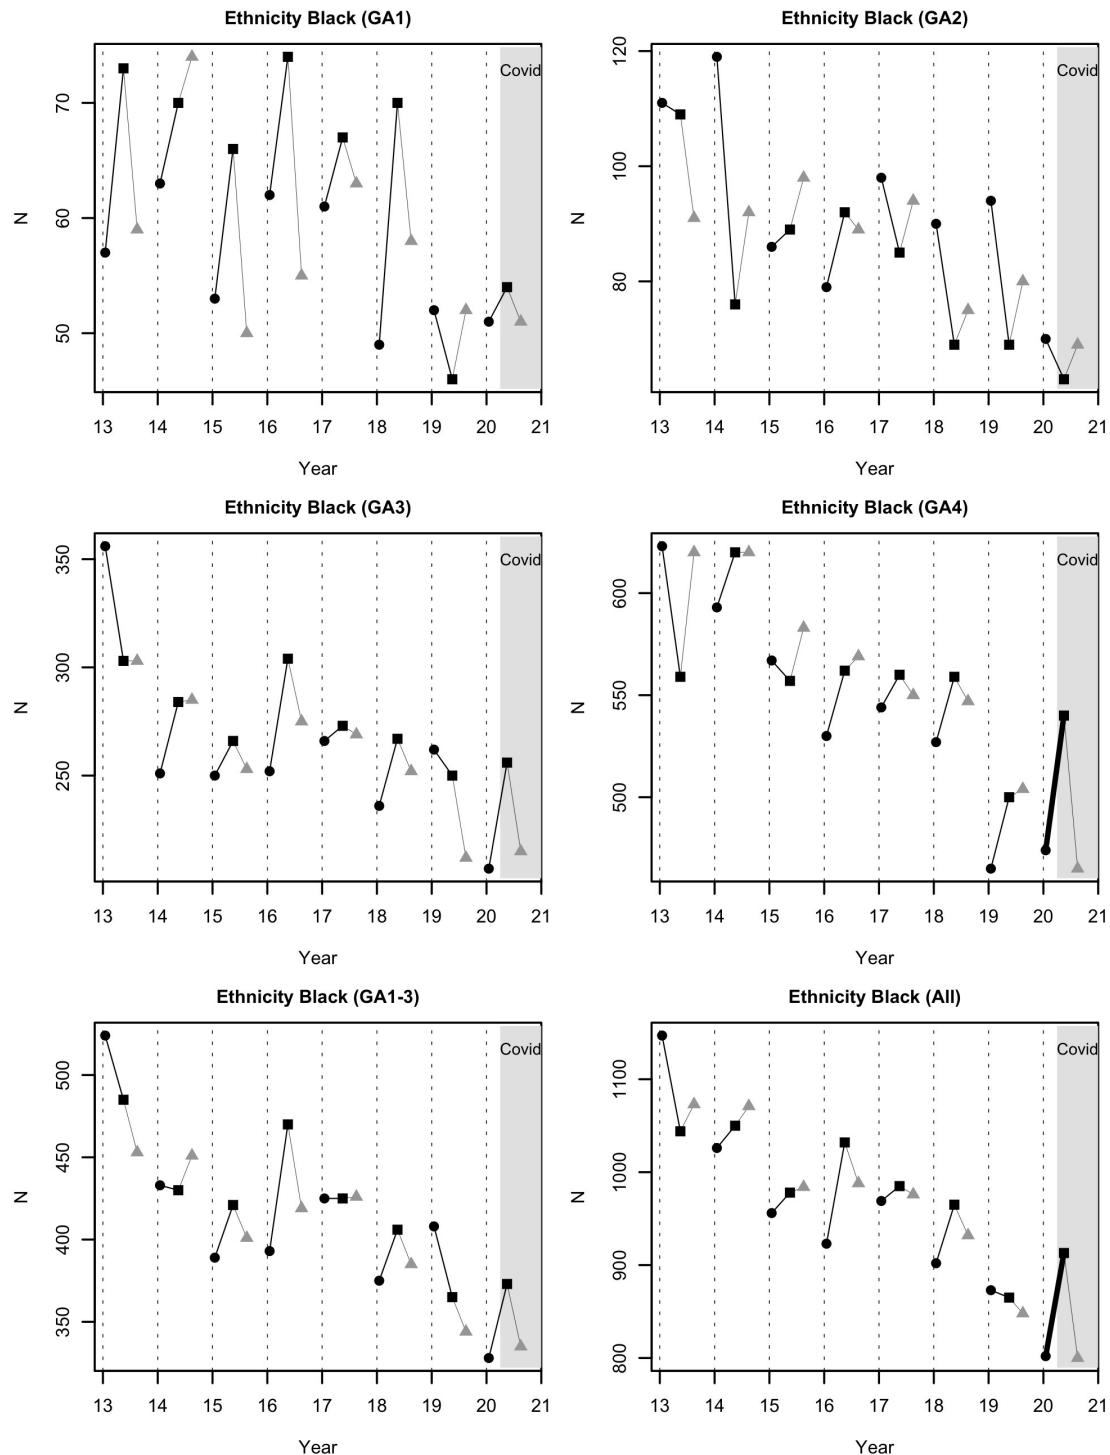 Ethnicity Black (GA1)
N
70
60
50
Covid
13 14 15 16 17 18 19 20 21
Year
Ethnicity Black (GA2)
N
120
100
80
Covid
13 14 15 16 17 18 19 20 21
Year
Ethnicity Black (GA3)
N
350
300
250
Covid
13 14 15 16 17 18 19 20 21
Year
Ethnicity Black (GA4)
N
600
550
500
Covid
13 14 15 16 17 18 19 20 21
Year
Ethnicity Black (GA1-3)
N
500
450
400
350
Covid
13 14 15 16 17 18 19 20 21
Year
Ethnicity Black (All)
N
1100
1000
900
800
Covid
13 14 15 16 17 18 19 20 21
Year